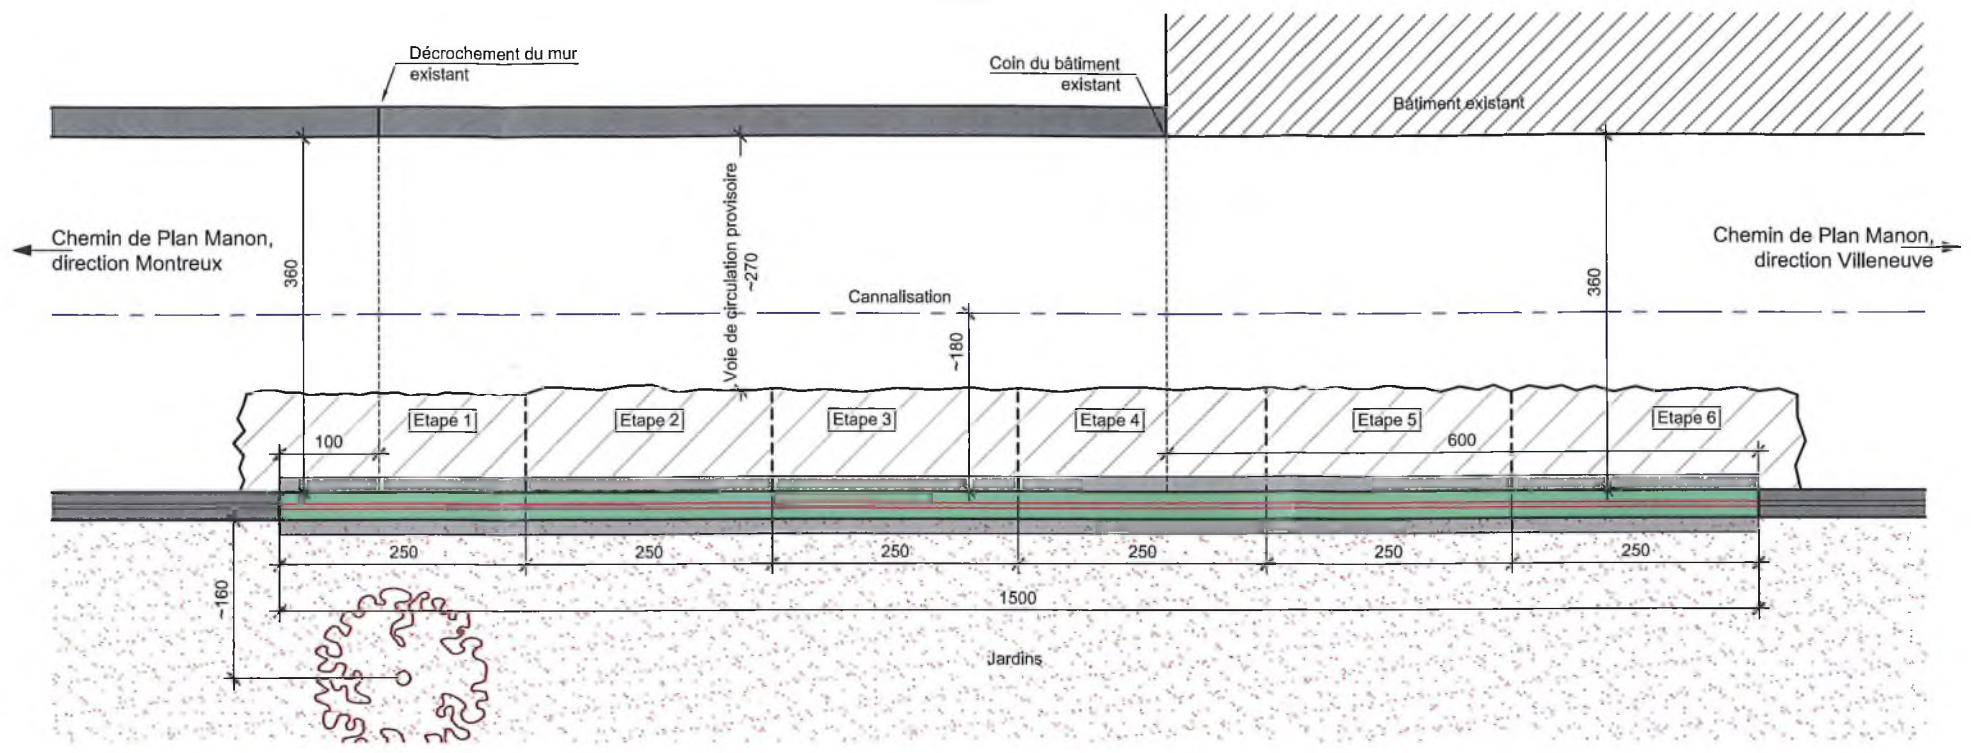 Décrochement du mur
existant
Coin du bâtiment
existant
Bâtiment existant
Chemin de Plan Manon,
direction Montreux
360
Voie de circulation provisoire
~270
Cannalisation
~180
360
Chemin de Plan Manon,
direction Villeneuve
Etape 1
Etape 2
Etape 3
Etape 4
Etape 5
Etape 6
100
600
250
250
250
250
250
250
~160
1500
Jardins